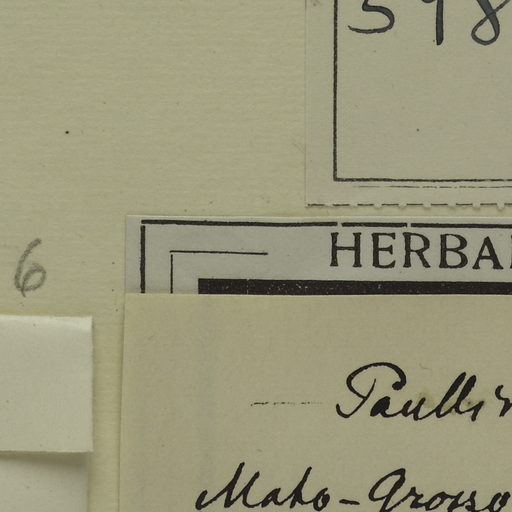 598
6
HERBA
Paullin
Mato-Grosso